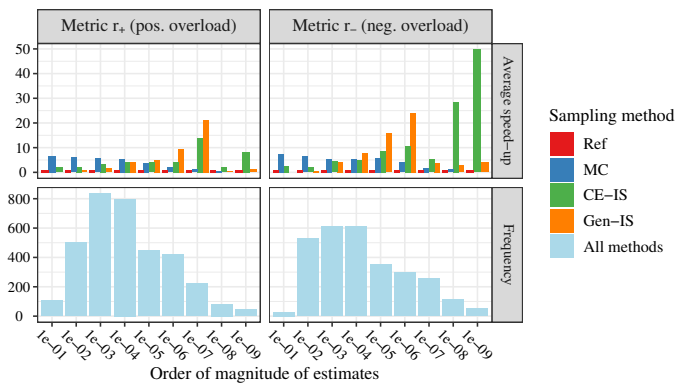 Metric r₊ (pos. overload)
Metric r₋ (neg. overload)
50
40
30
20
10
0
Average speed−up
800
600
400
200
0
Frequency
1e−01
1e−02
1e−03
1e−04
1e−05
1e−06
1e−07
1e−08
1e−09
1e−01
1e−02
1e−03
1e−04
1e−05
1e−06
1e−07
1e−08
1e−09
Order of magnitude of estimates
Sampling method
Ref
MC
CE−IS
Gen−IS
All methods